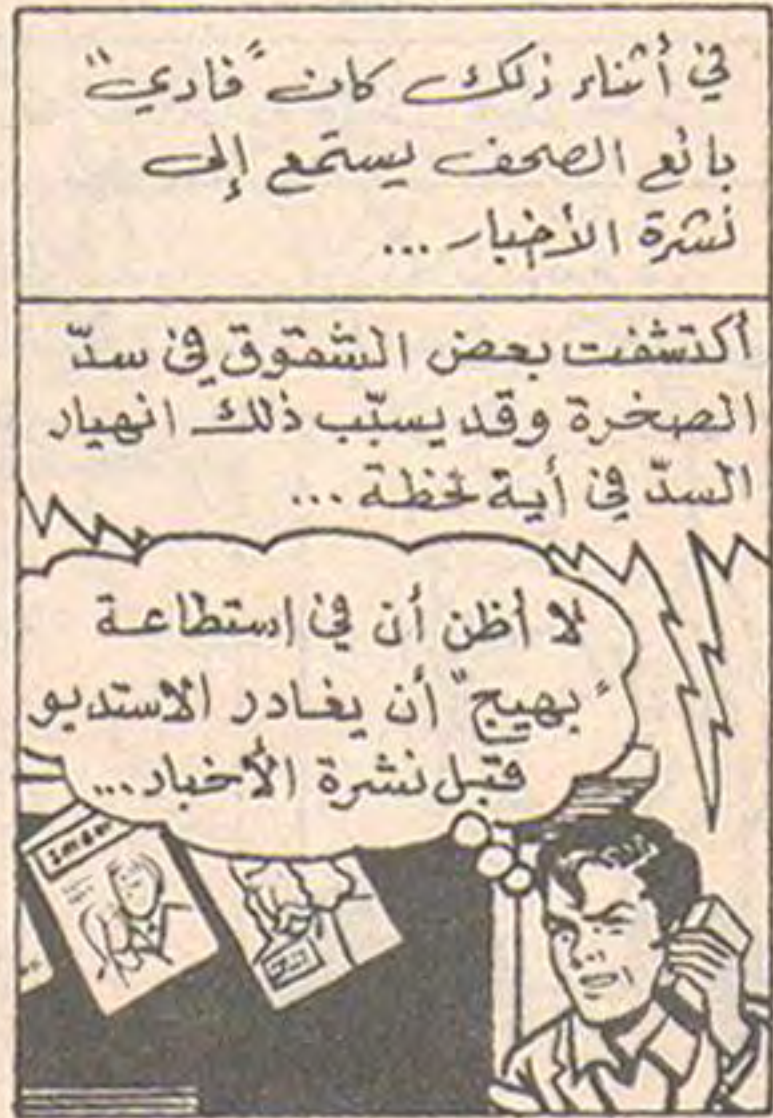 في أثناء ذلك كان "فادي"
بائع الصحف يستمع إلى
نشرة الأخبار...
أكتشفت بعض الشقوق في سدّ
الصخرة وقد يسبّب ذلك انهيار
السدّ في أية لحظة...
لا أظن أن في إستطاعة
"بهيج" أن يغادر الاستديو
قبل نشرة الأخبار...